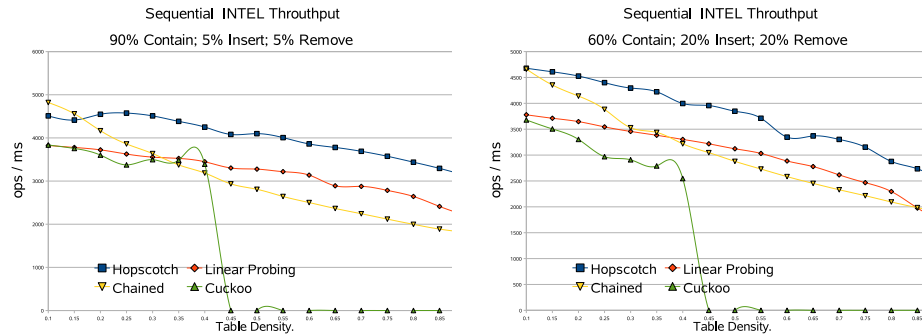 Sequential INTEL Throuthput
90% Contain; 5% Insert; 5% Remove
ops / ms
6000
5000
4000
3000
2000
1000
0
Hopscotch
Linear Probing
Chained
Cuckoo
0.1 0.15 0.2 0.25 0.3 0.35 0.4 0.45 0.5 0.55 0.6 0.65 0.7 0.75 0.8 0.85
Table Density.
Sequential INTEL Throuthput
60% Contain; 20% Insert; 20% Remove
ops / ms
5000
4500
4000
3500
3000
2500
2000
1500
1000
500
0
Hopscotch
Linear Probing
Chained
Cuckoo
0.1 0.15 0.2 0.25 0.3 0.35 0.4 0.45 0.5 0.55 0.6 0.65 0.7 0.75 0.8 0.85
Table Density.